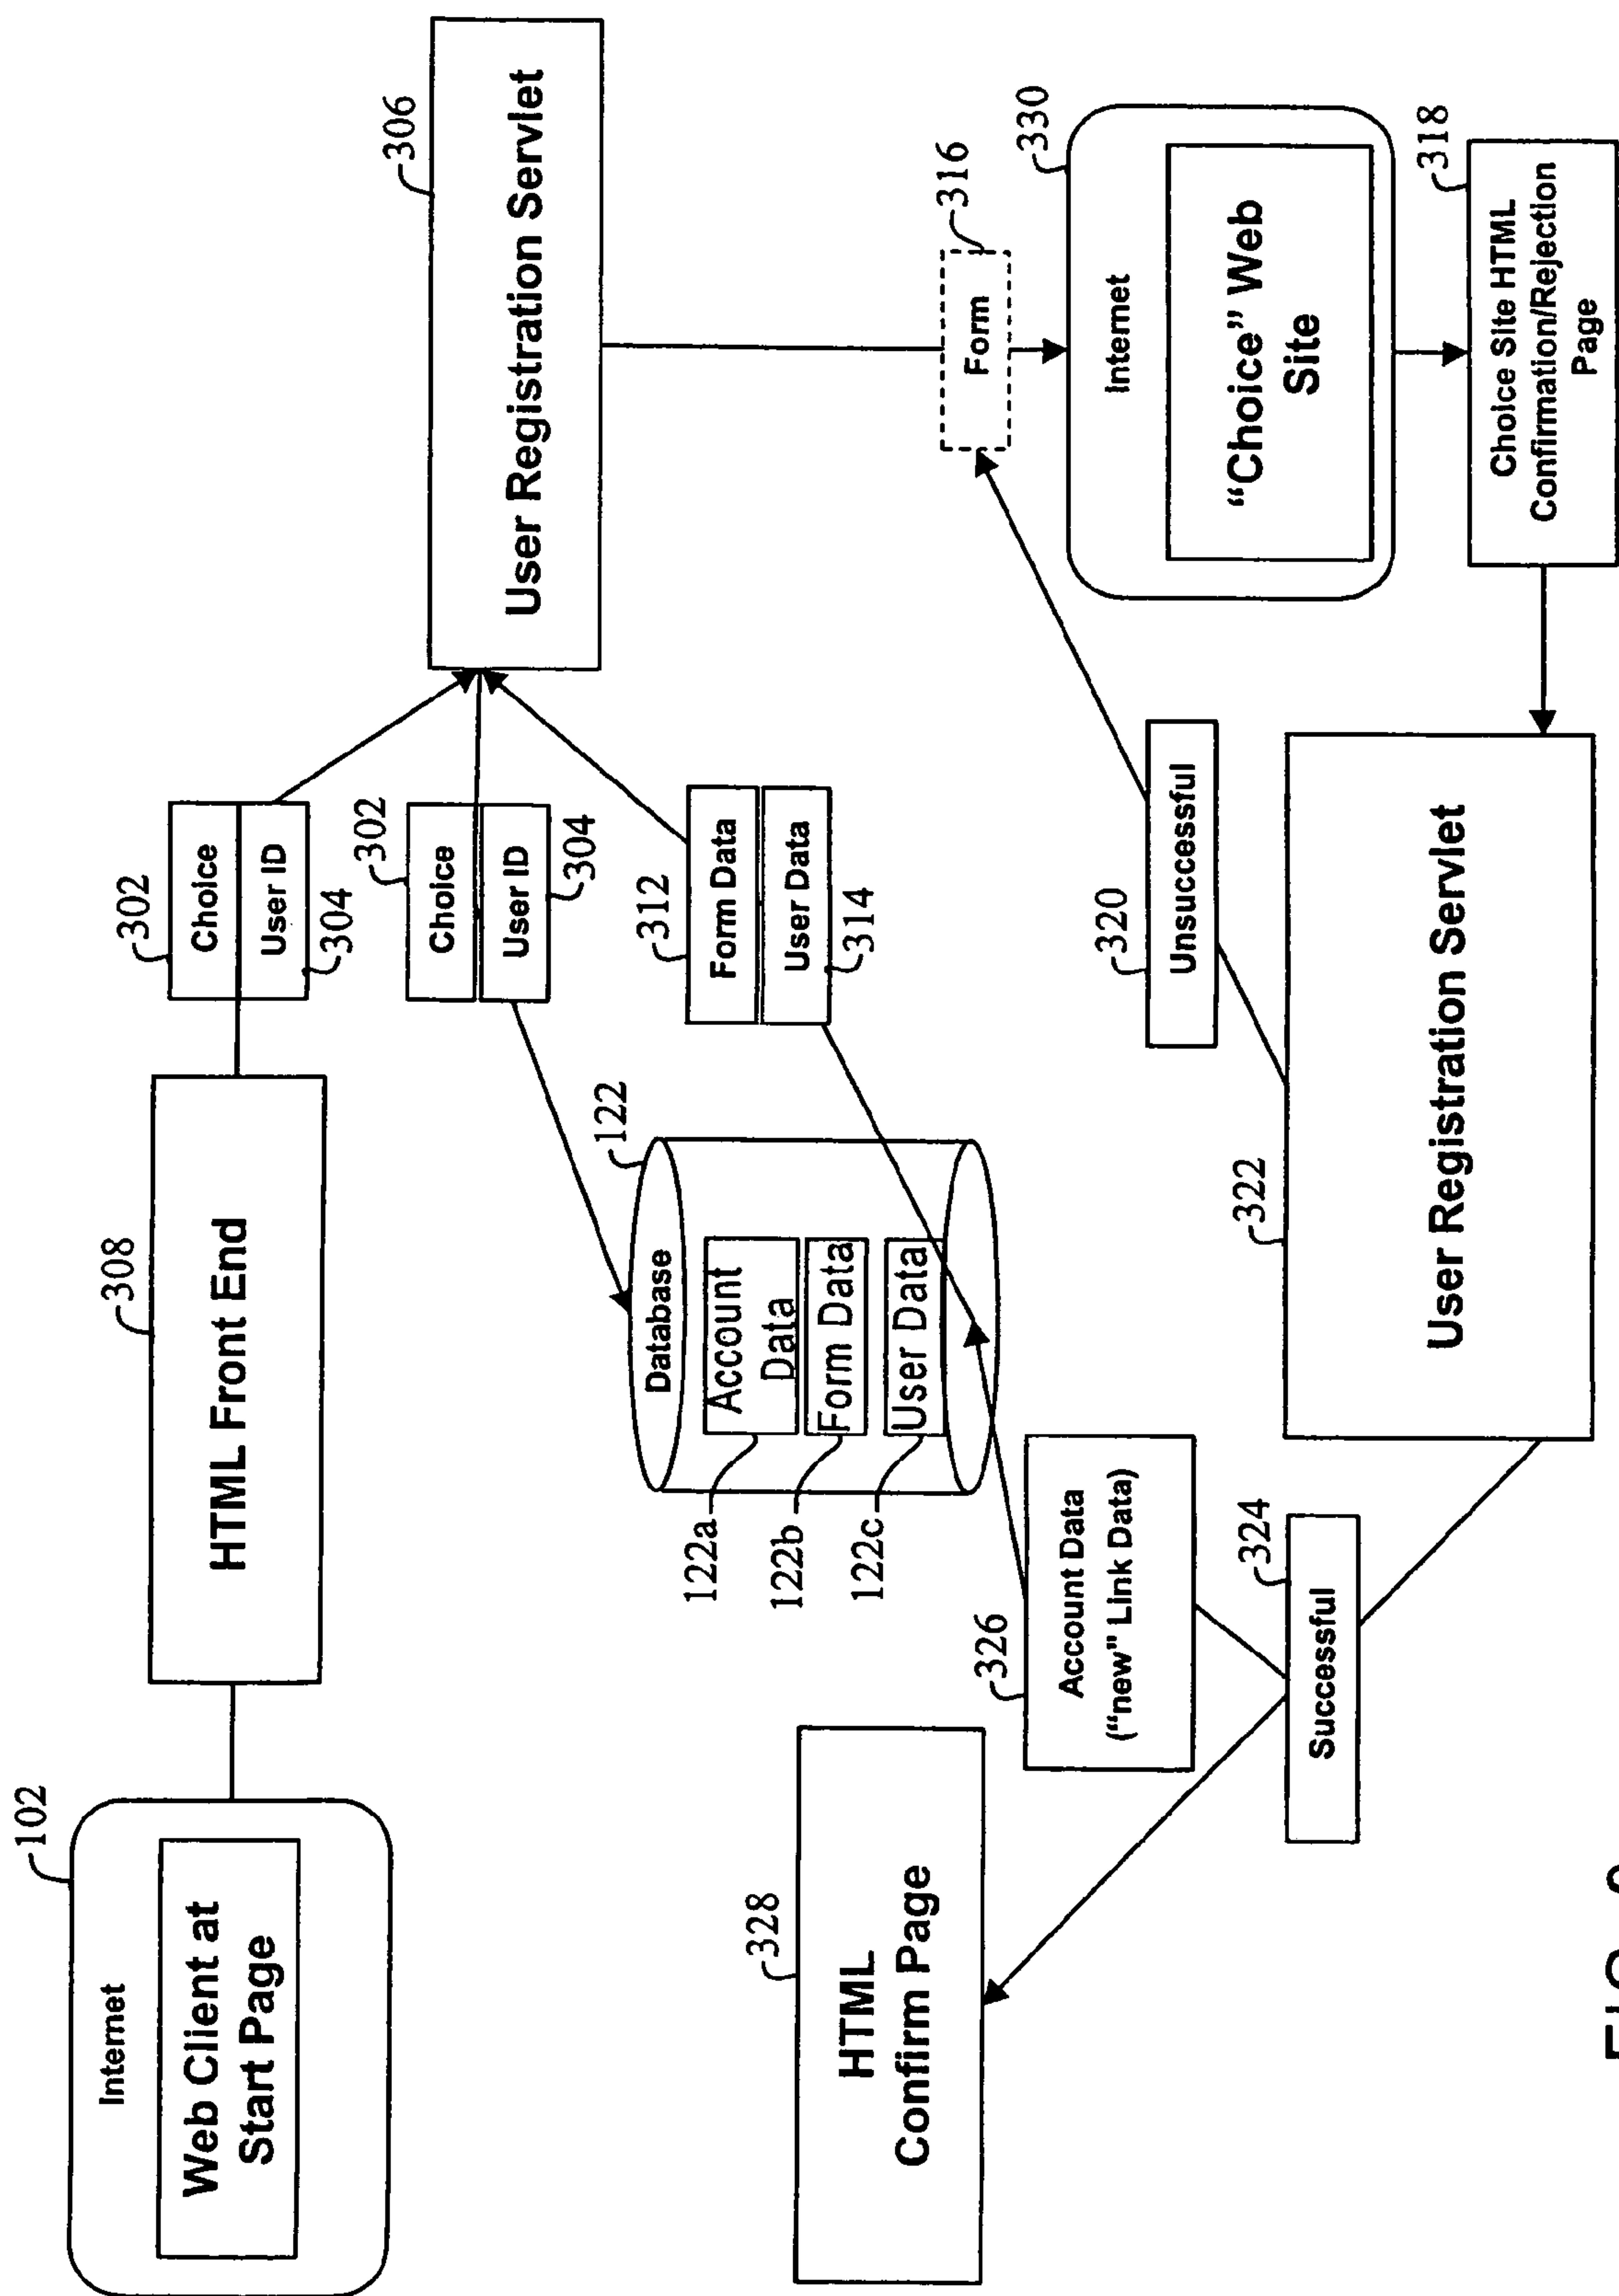 102
Internet
Web Client at
Start Page
308
HTML Front End
302
Choice
User ID
304
302
Choice
User ID
304
306
User Registration Servlet
312
Form Data
User Data
314
122
Database
Account
Data
Form Data
User Data
122a
122b
122c
316
Form
330
Internet
“Choice” Web
Site
318
Choice Site HTML
Confirmation/Rejection
Page
320
Unsuccessful
322
User Registration Servlet
324
Successful
326
Account Data
(“new" Link Data)
328
HTML
Confirm Page